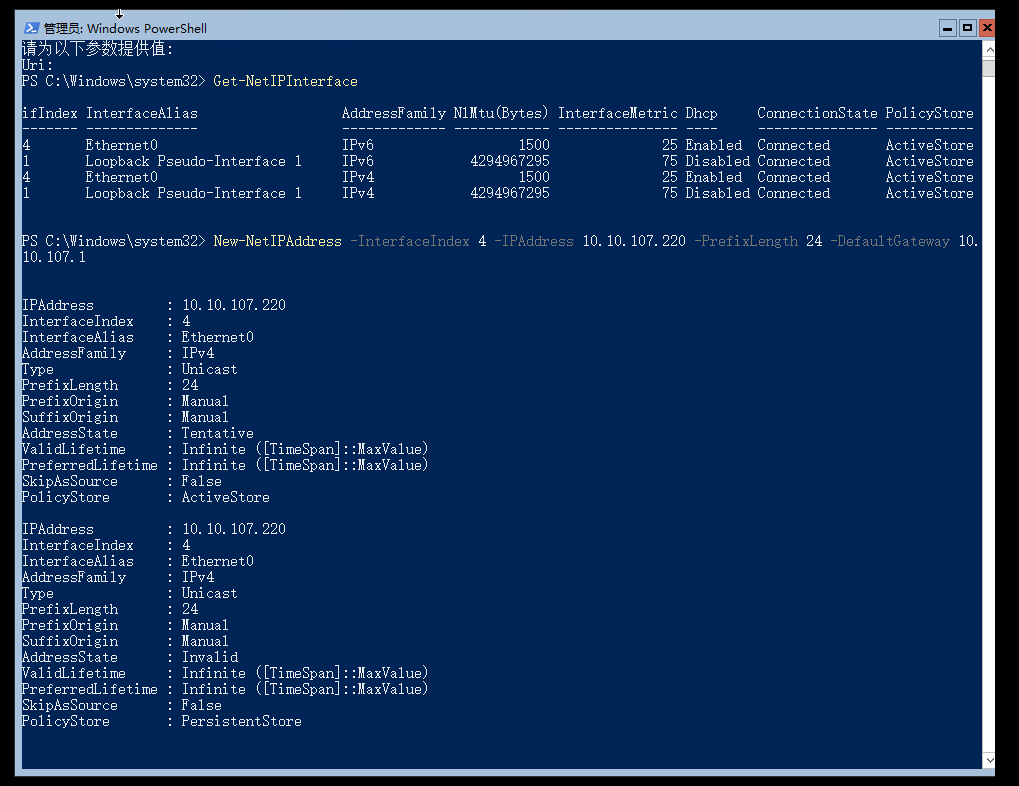 管理员: Windows PowerShell
请为以下参数提供值:
Uri:
PS C:\Windows\system32> Get-NetIPInterface
ifIndex InterfaceAlias                  AddressFamily NlMtu(Bytes) InterfaceMetric Dhcp     ConnectionState PolicyStore
------- --------------                  ------------- ------------ --------------- ----     --------------- -----------
4       Ethernet0                       IPv6                  1500              25 Enabled  Connected       ActiveStore
1       Loopback Pseudo-Interface 1     IPv6            4294967295              75 Disabled Connected       ActiveStore
4       Ethernet0                       IPv4                  1500              25 Enabled  Connected       ActiveStore
1       Loopback Pseudo-Interface 1     IPv4            4294967295              75 Disabled Connected       ActiveStore
PS C:\Windows\system32> New-NetIPAddress -InterfaceIndex 4 -IPAddress 10.10.107.220 -PrefixLength 24 -DefaultGateway 10.
10.107.1
IPAddress         : 10.10.107.220
InterfaceIndex    : 4
InterfaceAlias    : Ethernet0
AddressFamily     : IPv4
Type              : Unicast
PrefixLength      : 24
PrefixOrigin      : Manual
SuffixOrigin      : Manual
AddressState      : Tentative
ValidLifetime     : Infinite ([TimeSpan]::MaxValue)
PreferredLifetime : Infinite ([TimeSpan]::MaxValue)
SkipAsSource      : False
PolicyStore       : ActiveStore
IPAddress         : 10.10.107.220
InterfaceIndex    : 4
InterfaceAlias    : Ethernet0
AddressFamily     : IPv4
Type              : Unicast
PrefixLength      : 24
PrefixOrigin      : Manual
SuffixOrigin      : Manual
AddressState      : Invalid
ValidLifetime     : Infinite ([TimeSpan]::MaxValue)
PreferredLifetime : Infinite ([TimeSpan]::MaxValue)
SkipAsSource      : False
PolicyStore       : PersistentStore